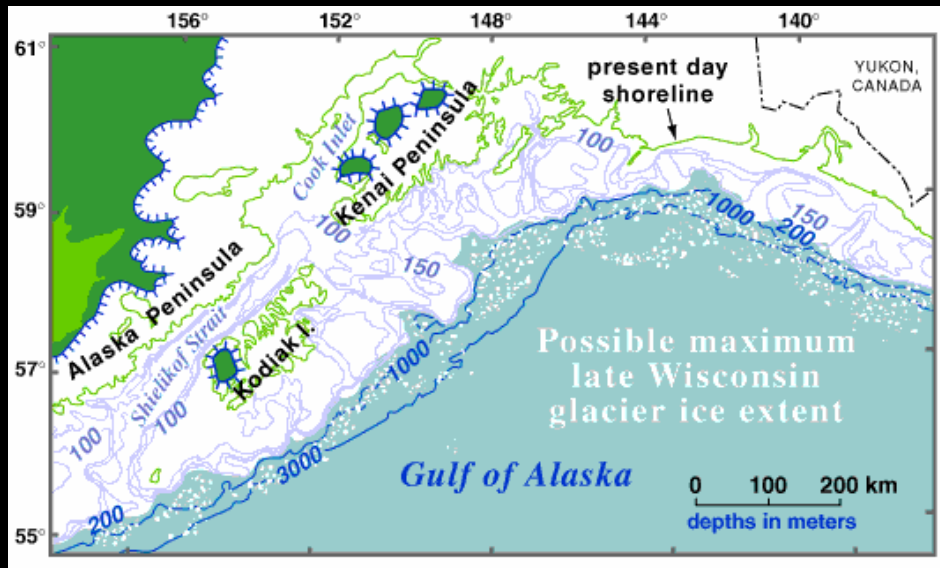 156°
152
148
144
140
61°
YUKON,
CANADA
present day
shoreline
Cook Inlet
Kenai Peninsula
100
59°
100
1000
200
150
150
Alaska Peninsula
Shielikof Strait
Kodiak I.
57°
1000
Possible maximum
late Wisconsin
glacier ice extent
100
100
3000
Gulf of Alaska
0 100 200 km
depths in meters
200
55°